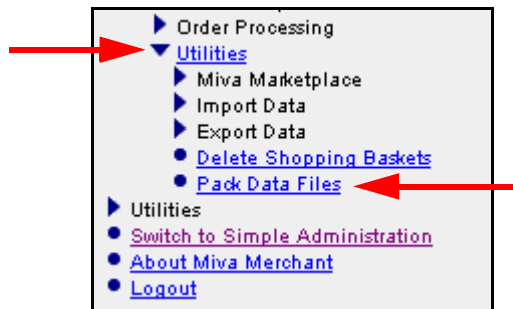 Order Processing
Utilities
Miva Marketplace
Import Data
Export Data
Delete Shopping Baskets
Pack Data Files
Utilities
Switch to Simple Administration
About Miva Merchant
Logout